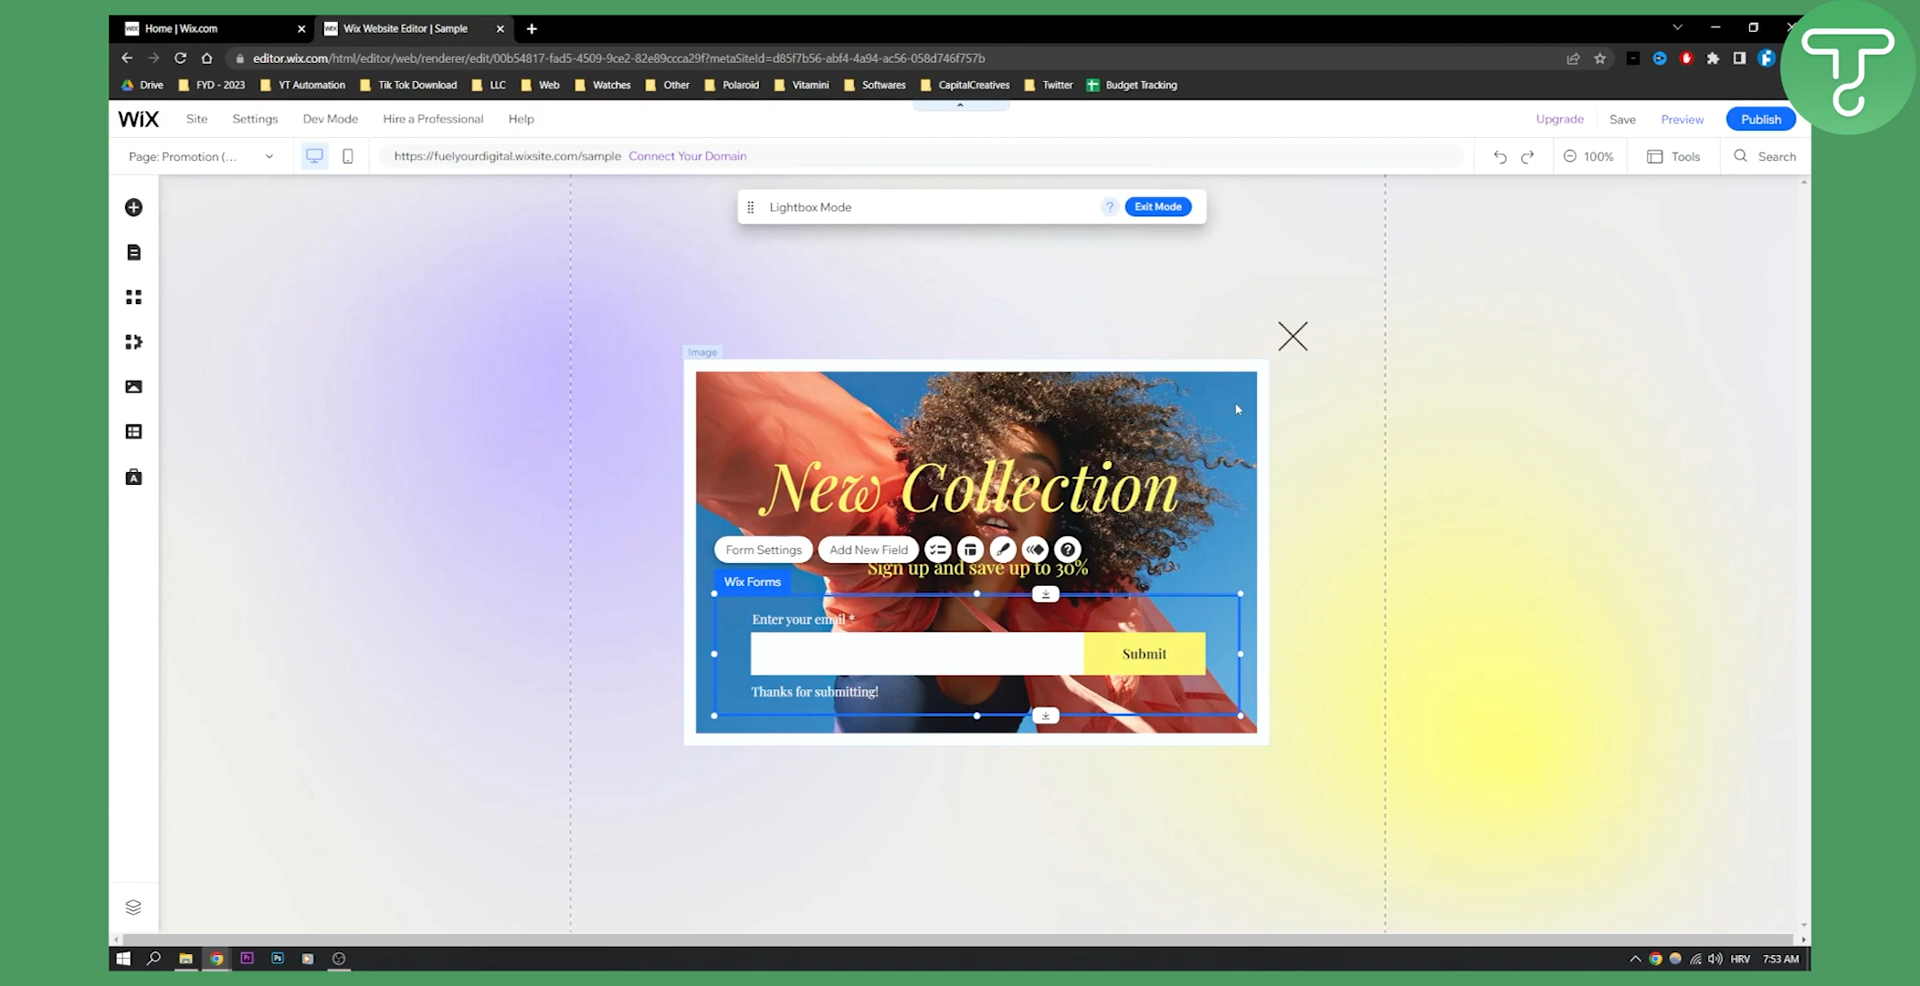 Home | Wix.com
Wix Website Editor | Sample
editor.wix.com/html/editor/web/renderer/edit/00b54817-fad5-4509-9ce2-82e89ccca29f?metaSiteId=d85f7b56-abf4-4a94-ac56-058d746f757b
Drive FYD - 2023 YT Automation Tik Tok Download LLC Web Watches Other Polaroid Vitamini Softwares CapitalCreatives Twitter Budget Tracking
WiX Site Settings Dev Mode Hire a Professional Help Upgrade Save Preview Publish
Page: Promotion (... https://fuelyourdigital.wixsite.com/sample Connect Your Domain 100% Tools Search
Lightbox Mode ? Exit Mode
Image
New Collection
Form Settings Add New Field ?
Sign up and save up to 30%
Wix Forms
Enter your email *
Submit
Thanks for submitting!
HRV 7:53 AM